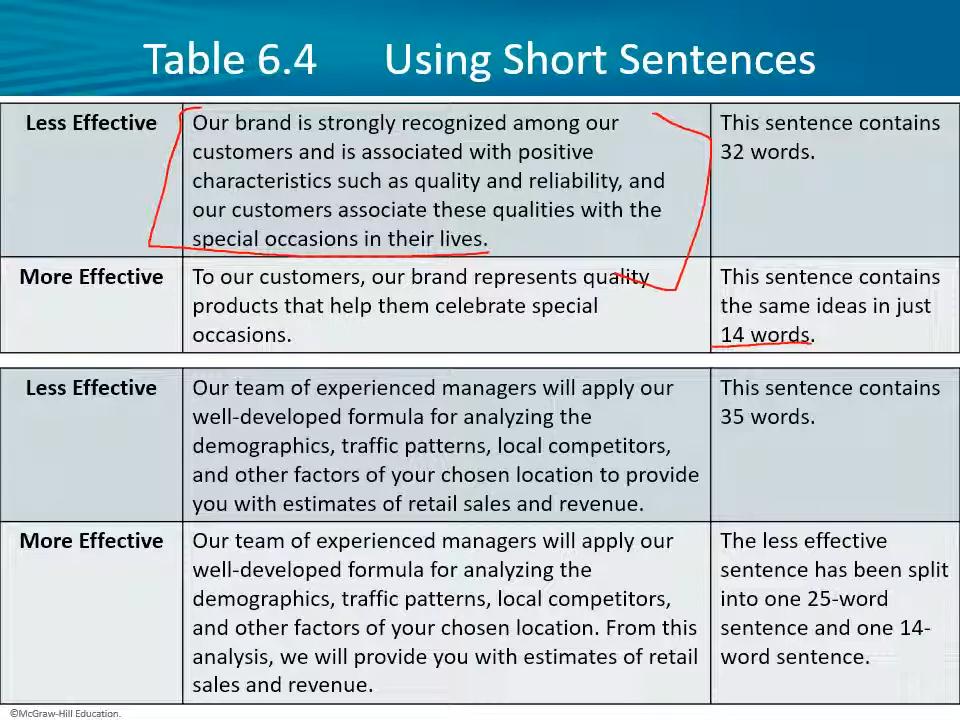 Table 6.4 Using Short Sentences
Less Effective
Our brand is strongly recognized among our
customers and is associated with positive
characteristics such as quality and reliability, and
our customers associate these qualities with the
special occasions in their lives.
This sentence contains
32 words.
More Effective
To our customers, our brand represents quality
products that help them celebrate special
occasions.
This sentence contains
the same ideas in just
14 words.
Less Effective
Our team of experienced managers will apply our
well-developed formula for analyzing the
demographics, traffic patterns, local competitors,
and other factors of your chosen location to provide
you with estimates of retail sales and revenue.
This sentence contains
35 words.
More Effective
Our team of experienced managers will apply our
well-developed formula for analyzing the
demographics, traffic patterns, local competitors,
and other factors of your chosen location. From this
analysis, we will provide you with estimates of retail
sales and revenue.
The less effective
sentence has been split
into one 25-word
sentence and one 14-
word sentence.
©McGraw-Hill Education.